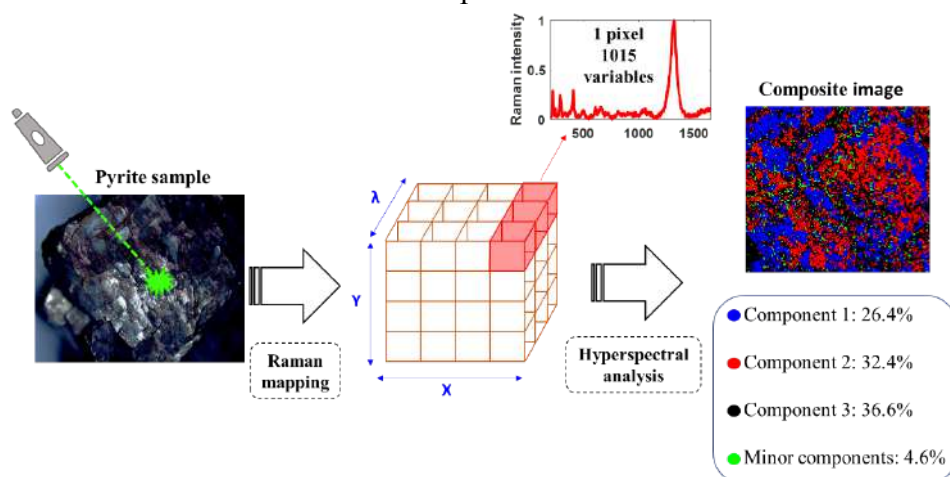 1 pixel
1015
variables
Raman intensity
1
0.5
0
500
1000
1500
Composite image
Pyrite sample
λ
Y
X
Raman
mapping
Hyperspectral
analysis
Component 1: 26.4%
Component 2: 32.4%
Component 3: 36.6%
Minor components: 4.6%